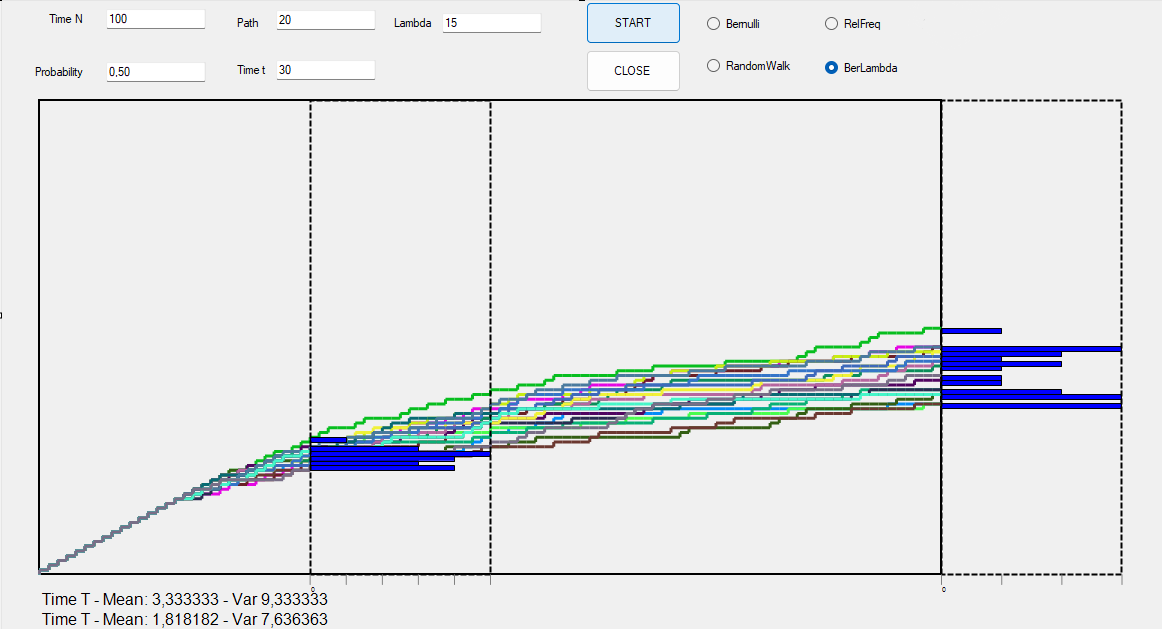 Time N 100 Path 20 Lambda 15 START Bernulli RelFreq
Probability 0,50 Time t 30 CLOSE RandomWalk BerLambda
0 0
Time T - Mean: 3,333333 - Var 9,333333
Time T - Mean: 1,818182 - Var 7,636363